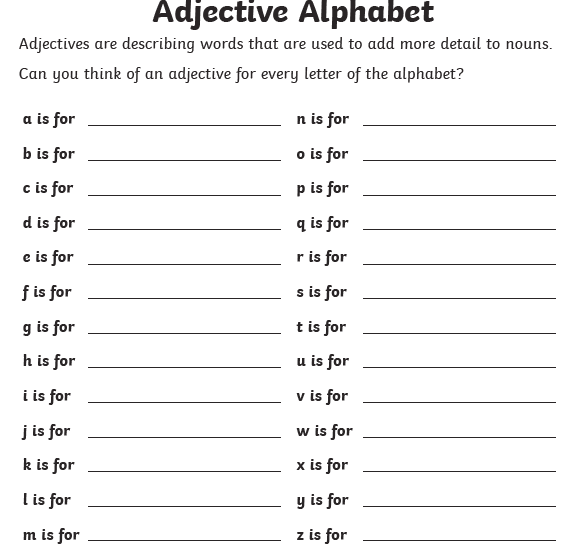 Adjective Alphabet
Adjectives are describing words that are used to add more detail to nouns.
Can you think of an adjective for every letter of the alphabet?
a is for
b is for
c is for
d is for
e is for
f is for
g is for
h is for
i is for
j is for
k is for
l is for
m is for
n is for
o is for
p is for
q is for
r is for
s is for
t is for
u is for
v is for
w is for
x is for
y is for
z is for